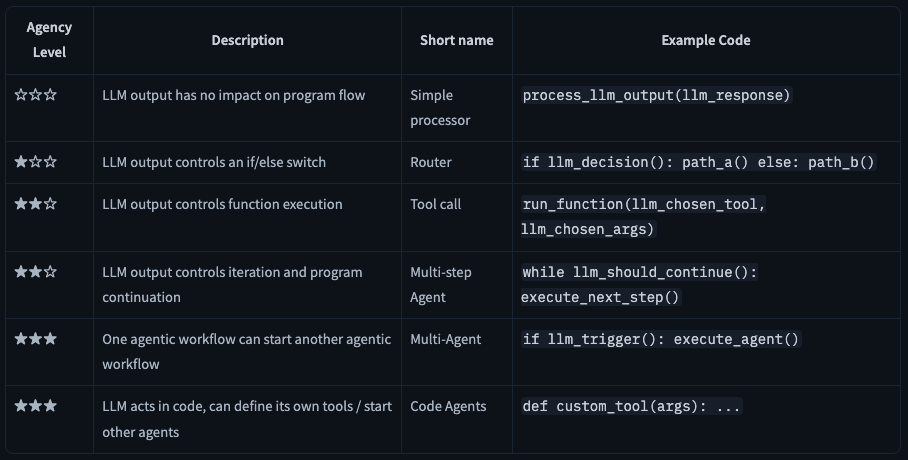 Agency Level
Description
Short name
Example Code
☆☆☆
LLM output has no impact on program flow
Simple processor
process_llm_output(llm_response)
★☆☆
LLM output controls an if/else switch
Router
if llm_decision(): path_a() else: path_b()
★★☆
LLM output controls function execution
Tool call
run_function(llm_chosen_tool,
llm_chosen_args)
★★☆
LLM output controls iteration and program
continuation
Multi-step
Agent
while llm_should_continue():
execute_next_step()
★★★
One agentic workflow can start another agentic
workflow
Multi-Agent
if llm_trigger(): execute_agent()
★★★
LLM acts in code, can define its own tools / start
other agents
Code Agents
def custom_tool(args): ...